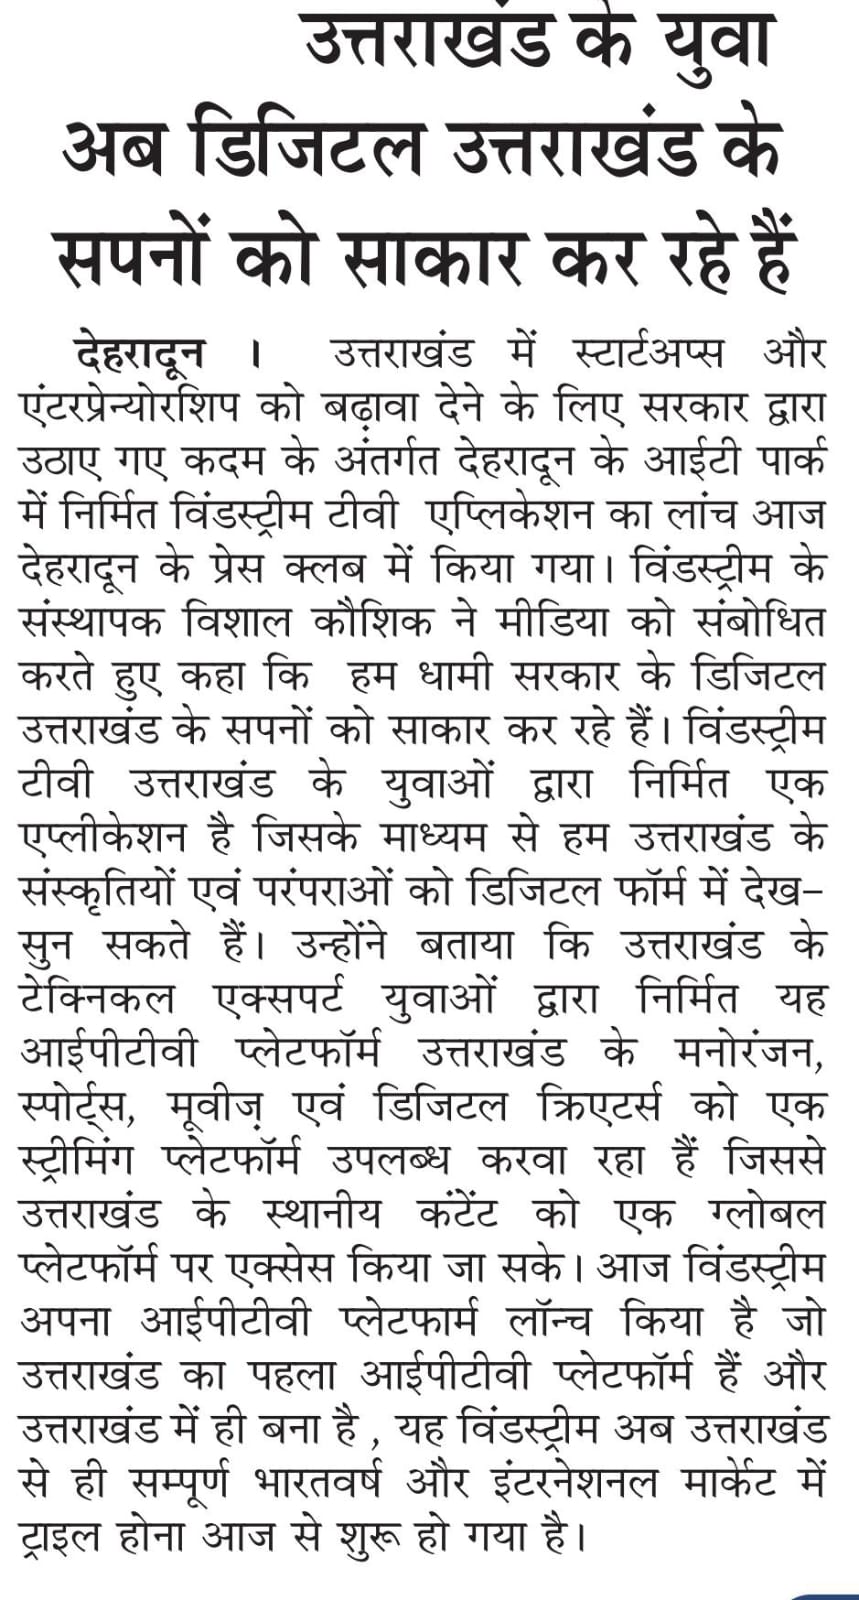 उत्तराखंड के युवा
अब डिजिटल उत्तराखंड के
सपनों को साकार कर रहे हैं
देहरादून । उत्तराखंड में स्टार्टअप्स और
एंटरप्रेन्योरशिप को बढ़ावा देने के लिए सरकार द्वारा
उठाए गए कदम के अंतर्गत देहरादून के आईटी पार्क
में निर्मित विंडस्ट्रीम टीवी एप्लिकेशन का लांच आज
देहरादून के प्रेस क्लब में किया गया। विंडस्ट्रीम के
संस्थापक विशाल कौशिक ने मीडिया को संबोधित
करते हुए कहा कि हम धामी सरकार के डिजिटल
उत्तराखंड के सपनों को साकार कर रहे हैं। विंडस्ट्रीम
टीवी उत्तराखंड के युवाओं द्वारा निर्मित एक
एप्लीकेशन है जिसके माध्यम से हम उत्तराखंड के
संस्कृतियों एवं परंपराओं को डिजिटल फॉर्म में देख-
सुन सकते हैं। उन्होंने बताया कि उत्तराखंड के
टेक्निकल एक्सपर्ट युवाओं द्वारा निर्मित यह
आईपीटीवी प्लेटफॉर्म उत्तराखंड के मनोरंजन,
स्पोर्ट्स, मूवीज़ एवं डिजिटल क्रिएटर्स को एक
स्ट्रीमिंग प्लेटफॉर्म उपलब्ध करवा रहा हैं जिससे
उत्तराखंड के स्थानीय कंटेंट को एक ग्लोबल
प्लेटफॉर्म पर एक्सेस किया जा सके। आज विंडस्ट्रीम
अपना आईपीटीवी प्लेटफार्म लॉन्च किया है जो
उत्तराखंड का पहला आईपीटीवी प्लेटफॉर्म हैं और
उत्तराखंड में ही बना है , यह विंडस्ट्रीम अब उत्तराखंड
से ही सम्पूर्ण भारतवर्ष और इंटरनेशनल मार्केट में
ट्राइल होना आज से शुरू हो गया है।